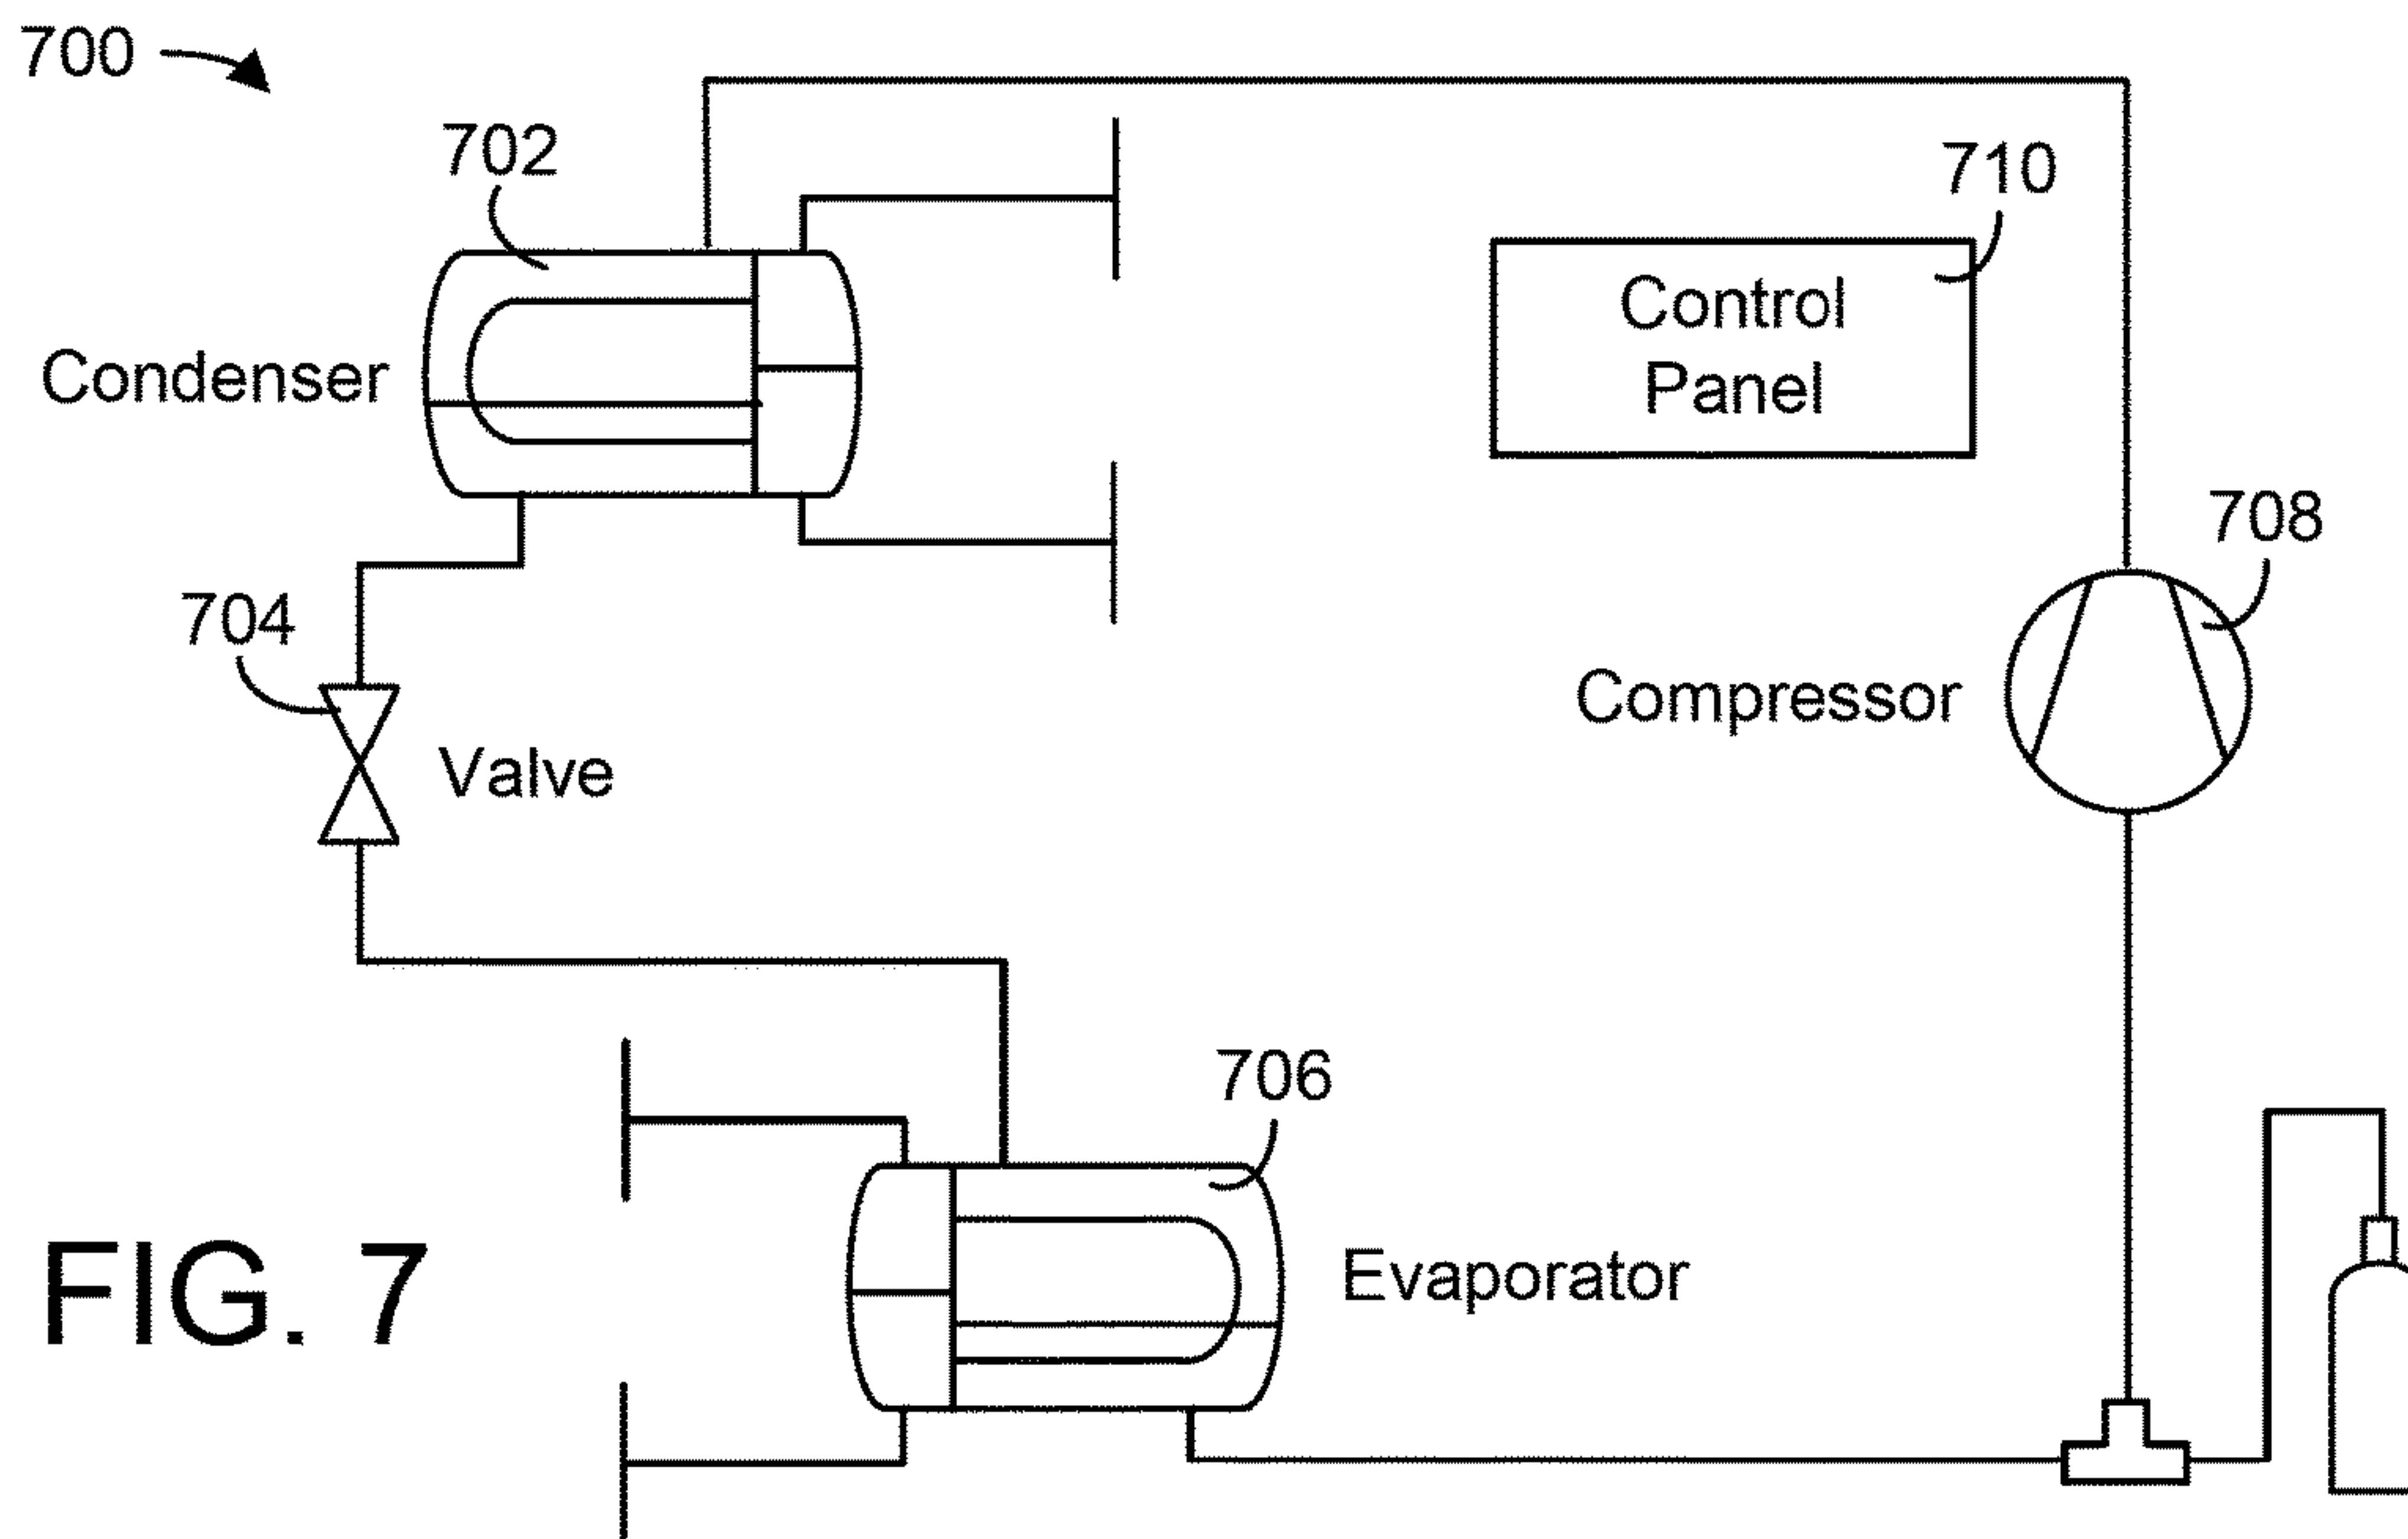 700
702
710
Control
Panel
Condenser
708
704
Compressor
Valve
706
Evaporator
FIG. 7